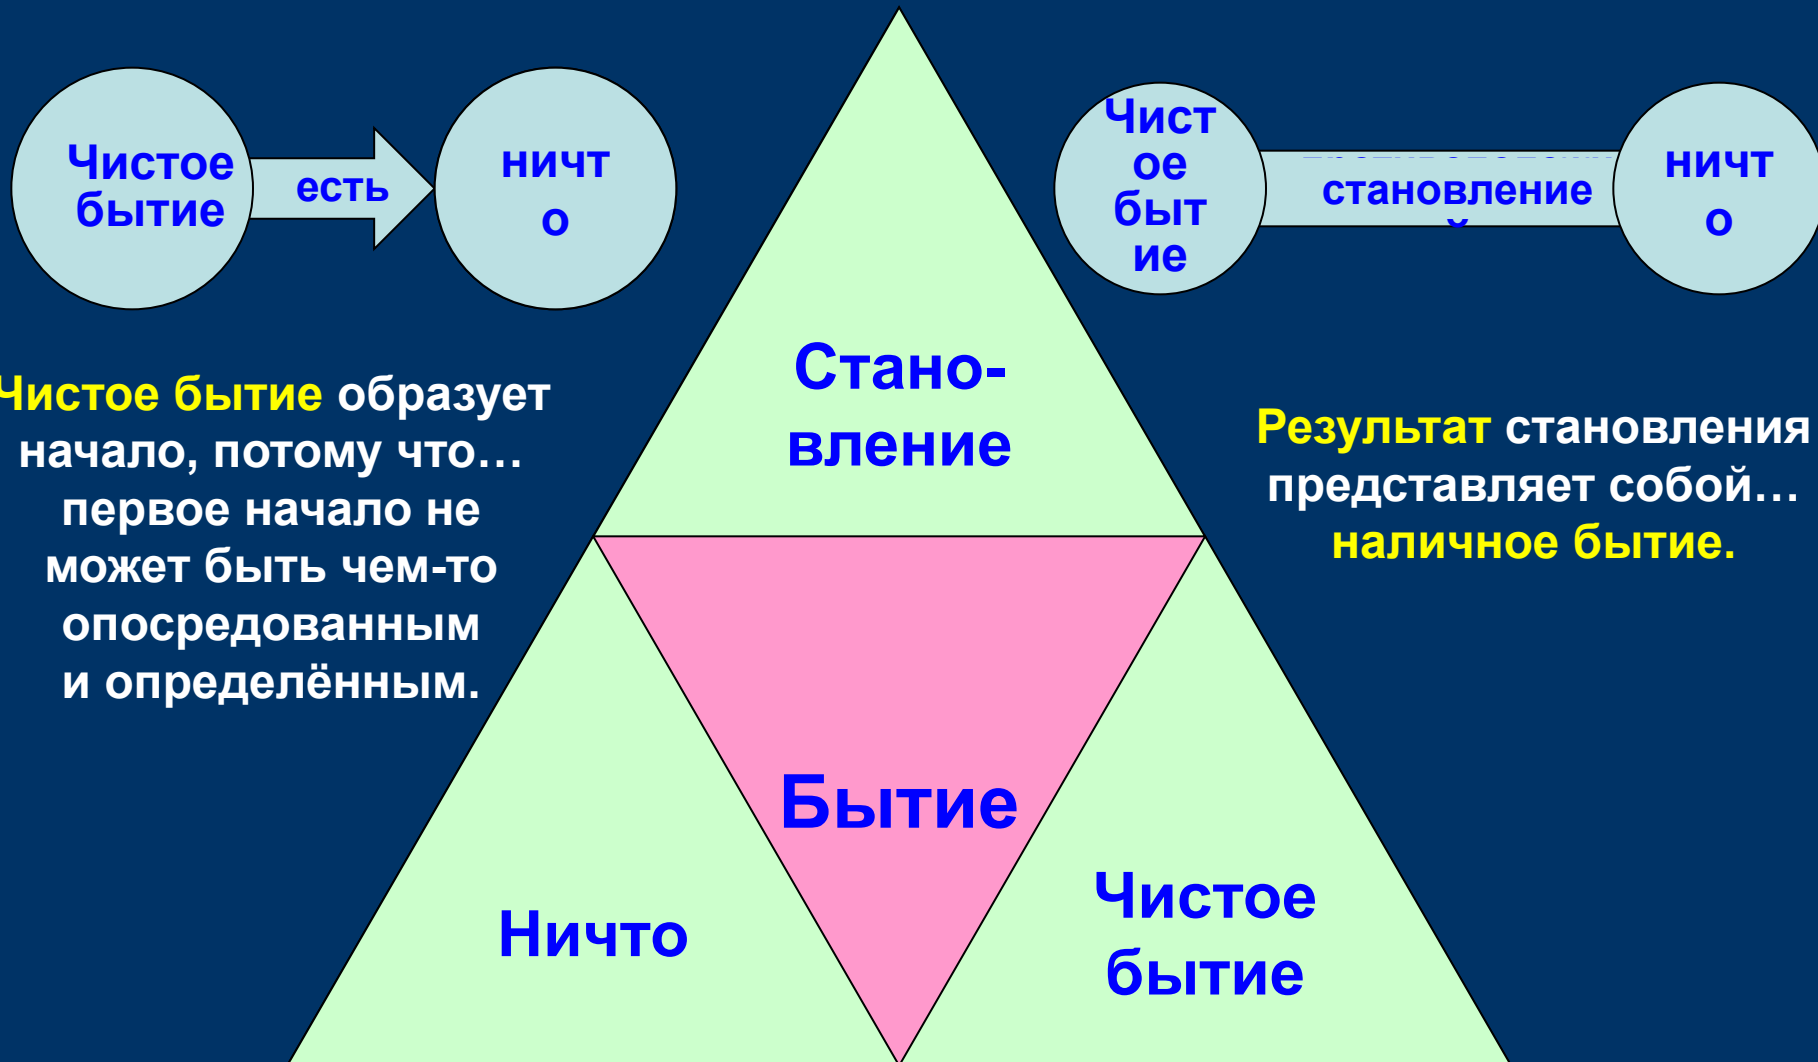 Чистое
бытие
есть
ничт
о
Чист
ое
быт
ие
становление
й
ничт
о
Чистое бытие образует
начало, потому что…
первое начало не
может быть чем-то
опосредованным
и определённым.
Стано-
вление
Результат становления
представляет собой…
наличное бытие.
Бытие
Ничто
Чистое
бытие